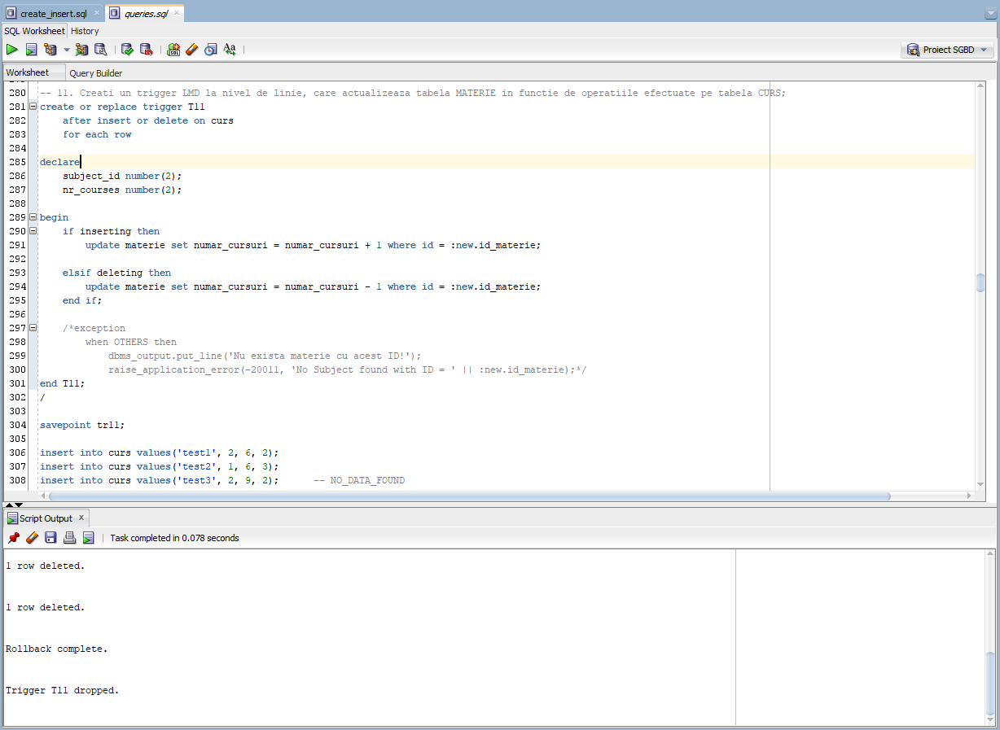 create_insert.sql × queries.sql ×
SQL Worksheet History
Proiect SGBD
Worksheet Query Builder
280 -- 11. Creati un trigger LMD la nivel de linie, care actualizeaza tabela MATERIE in functie de operatiile efectuate pe tabela CURS;
281 create or replace trigger T11
282 after insert or delete on curs
283 for each row
284
285 declare
286 subject_id number(2);
287 nr_courses number(2);
288
289 begin
290 if inserting then
291 update materie set numar_cursuri = numar_cursuri + 1 where id = :new.id_materie;
292
293 elsif deleting then
294 update materie set numar_cursuri = numar_cursuri - 1 where id = :new.id_materie;
295 end if;
296
297 /*exception
298 when OTHERS then
299 dbms_output.put_line('Nu exista materie cu acest ID!');
300 raise_application_error(-20011, 'No Subject found with ID = ' || :new.id_materie);*/
301 end T11;
302 /
303
304 savepoint tr11;
305
306 insert into curs values('test1', 2, 6, 2);
307 insert into curs values('test2', 1, 6, 3);
308 insert into curs values('test3', 2, 9, 2); -- NO_DATA_FOUND
Script Output ×
Task completed in 0.078 seconds
1 row deleted.
1 row deleted.
Rollback complete.
Trigger T11 dropped.